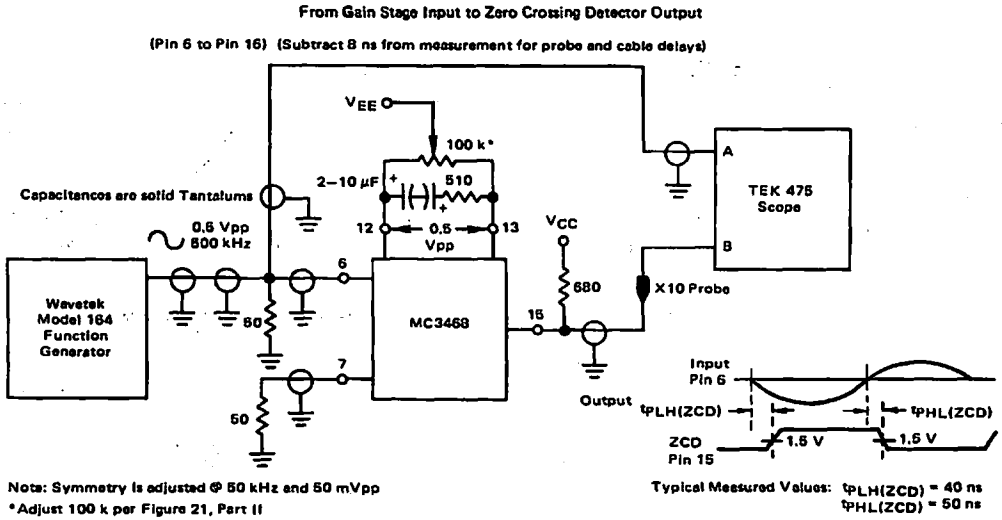 From Gain Stage Input to Zero Crossing Detector Output
(Pin 6 to Pin 16) (Subtract 8 ns from measurement for probe and cable delays)
VEE
100 k*
A
2–10 μF + 510
+
TEK 475
Scope
Capacitances are solid Tantalums
12 0.5 13
Vpp
VCC
B
0.5 Vpp
500 kHz
6
680
X10 Probe
Wavetek
Model 164
Function
Generator
50
MC3468
15
7
Input
Pin 6
Output
tPLH(ZCD) tPHL(ZCD)
50
ZCD
Pin 15
1.5 V 1.5 V
Note: Symmetry is adjusted @ 50 kHz and 50 mVpp
*Adjust 100 k per Figure 21, Part II
Typical Measured Values: tPLH(ZCD) = 40 ns
tPHL(ZCD) = 50 ns